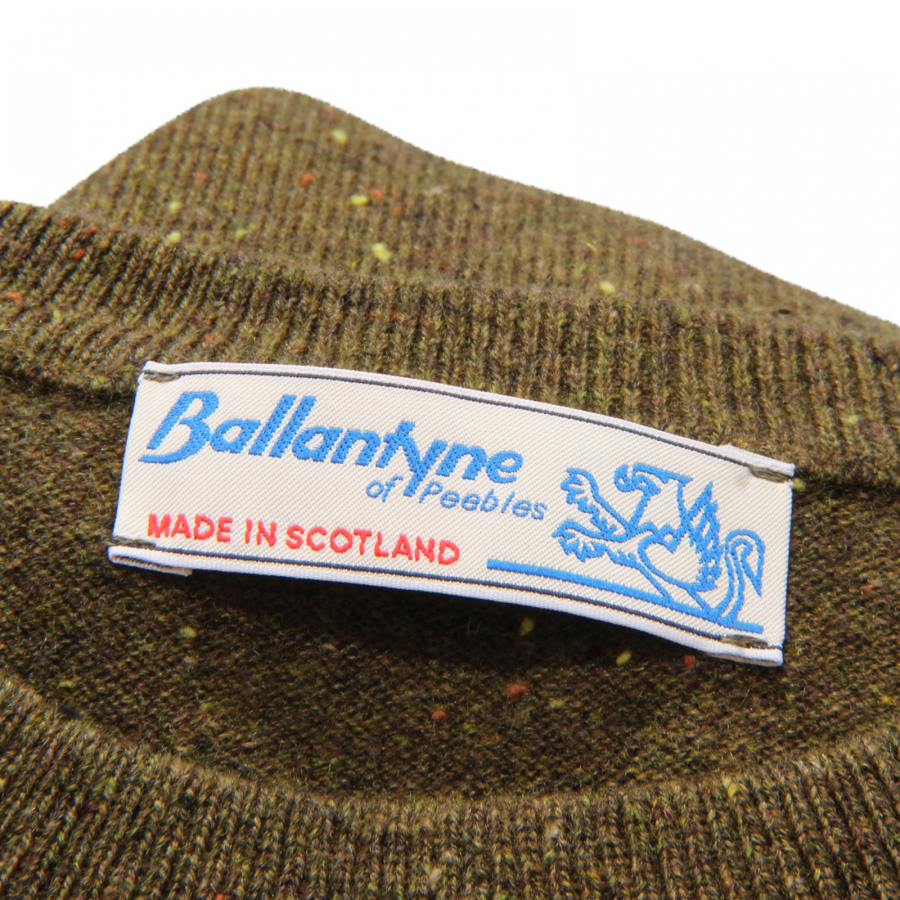 Ballantyne
of Peebles
MADE IN SCOTLAND